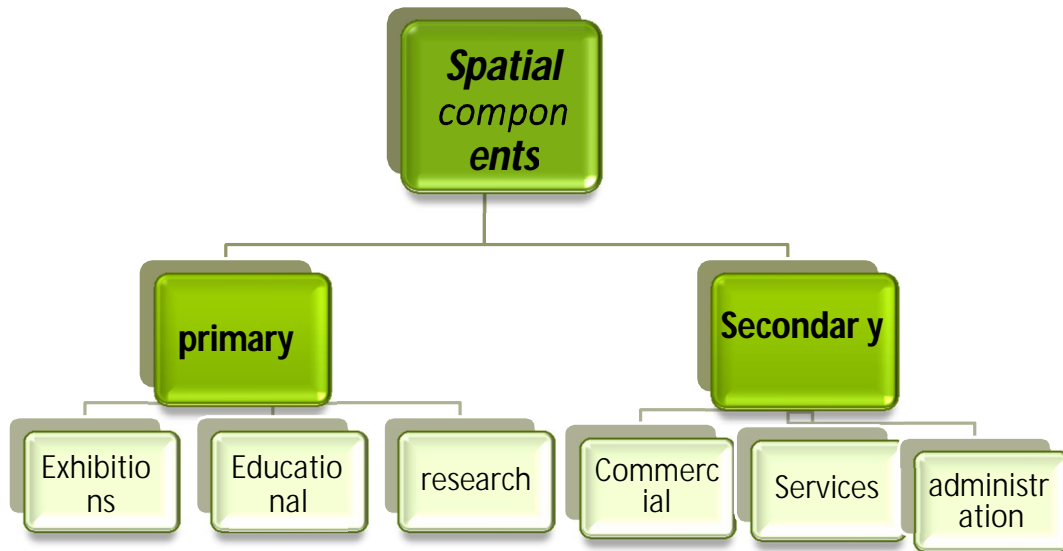 Spatial
compon
ents
primary
Secondar y
Exhibitio
ns
Educatio
nal
research
Commerc
ial
Services
administr
ation